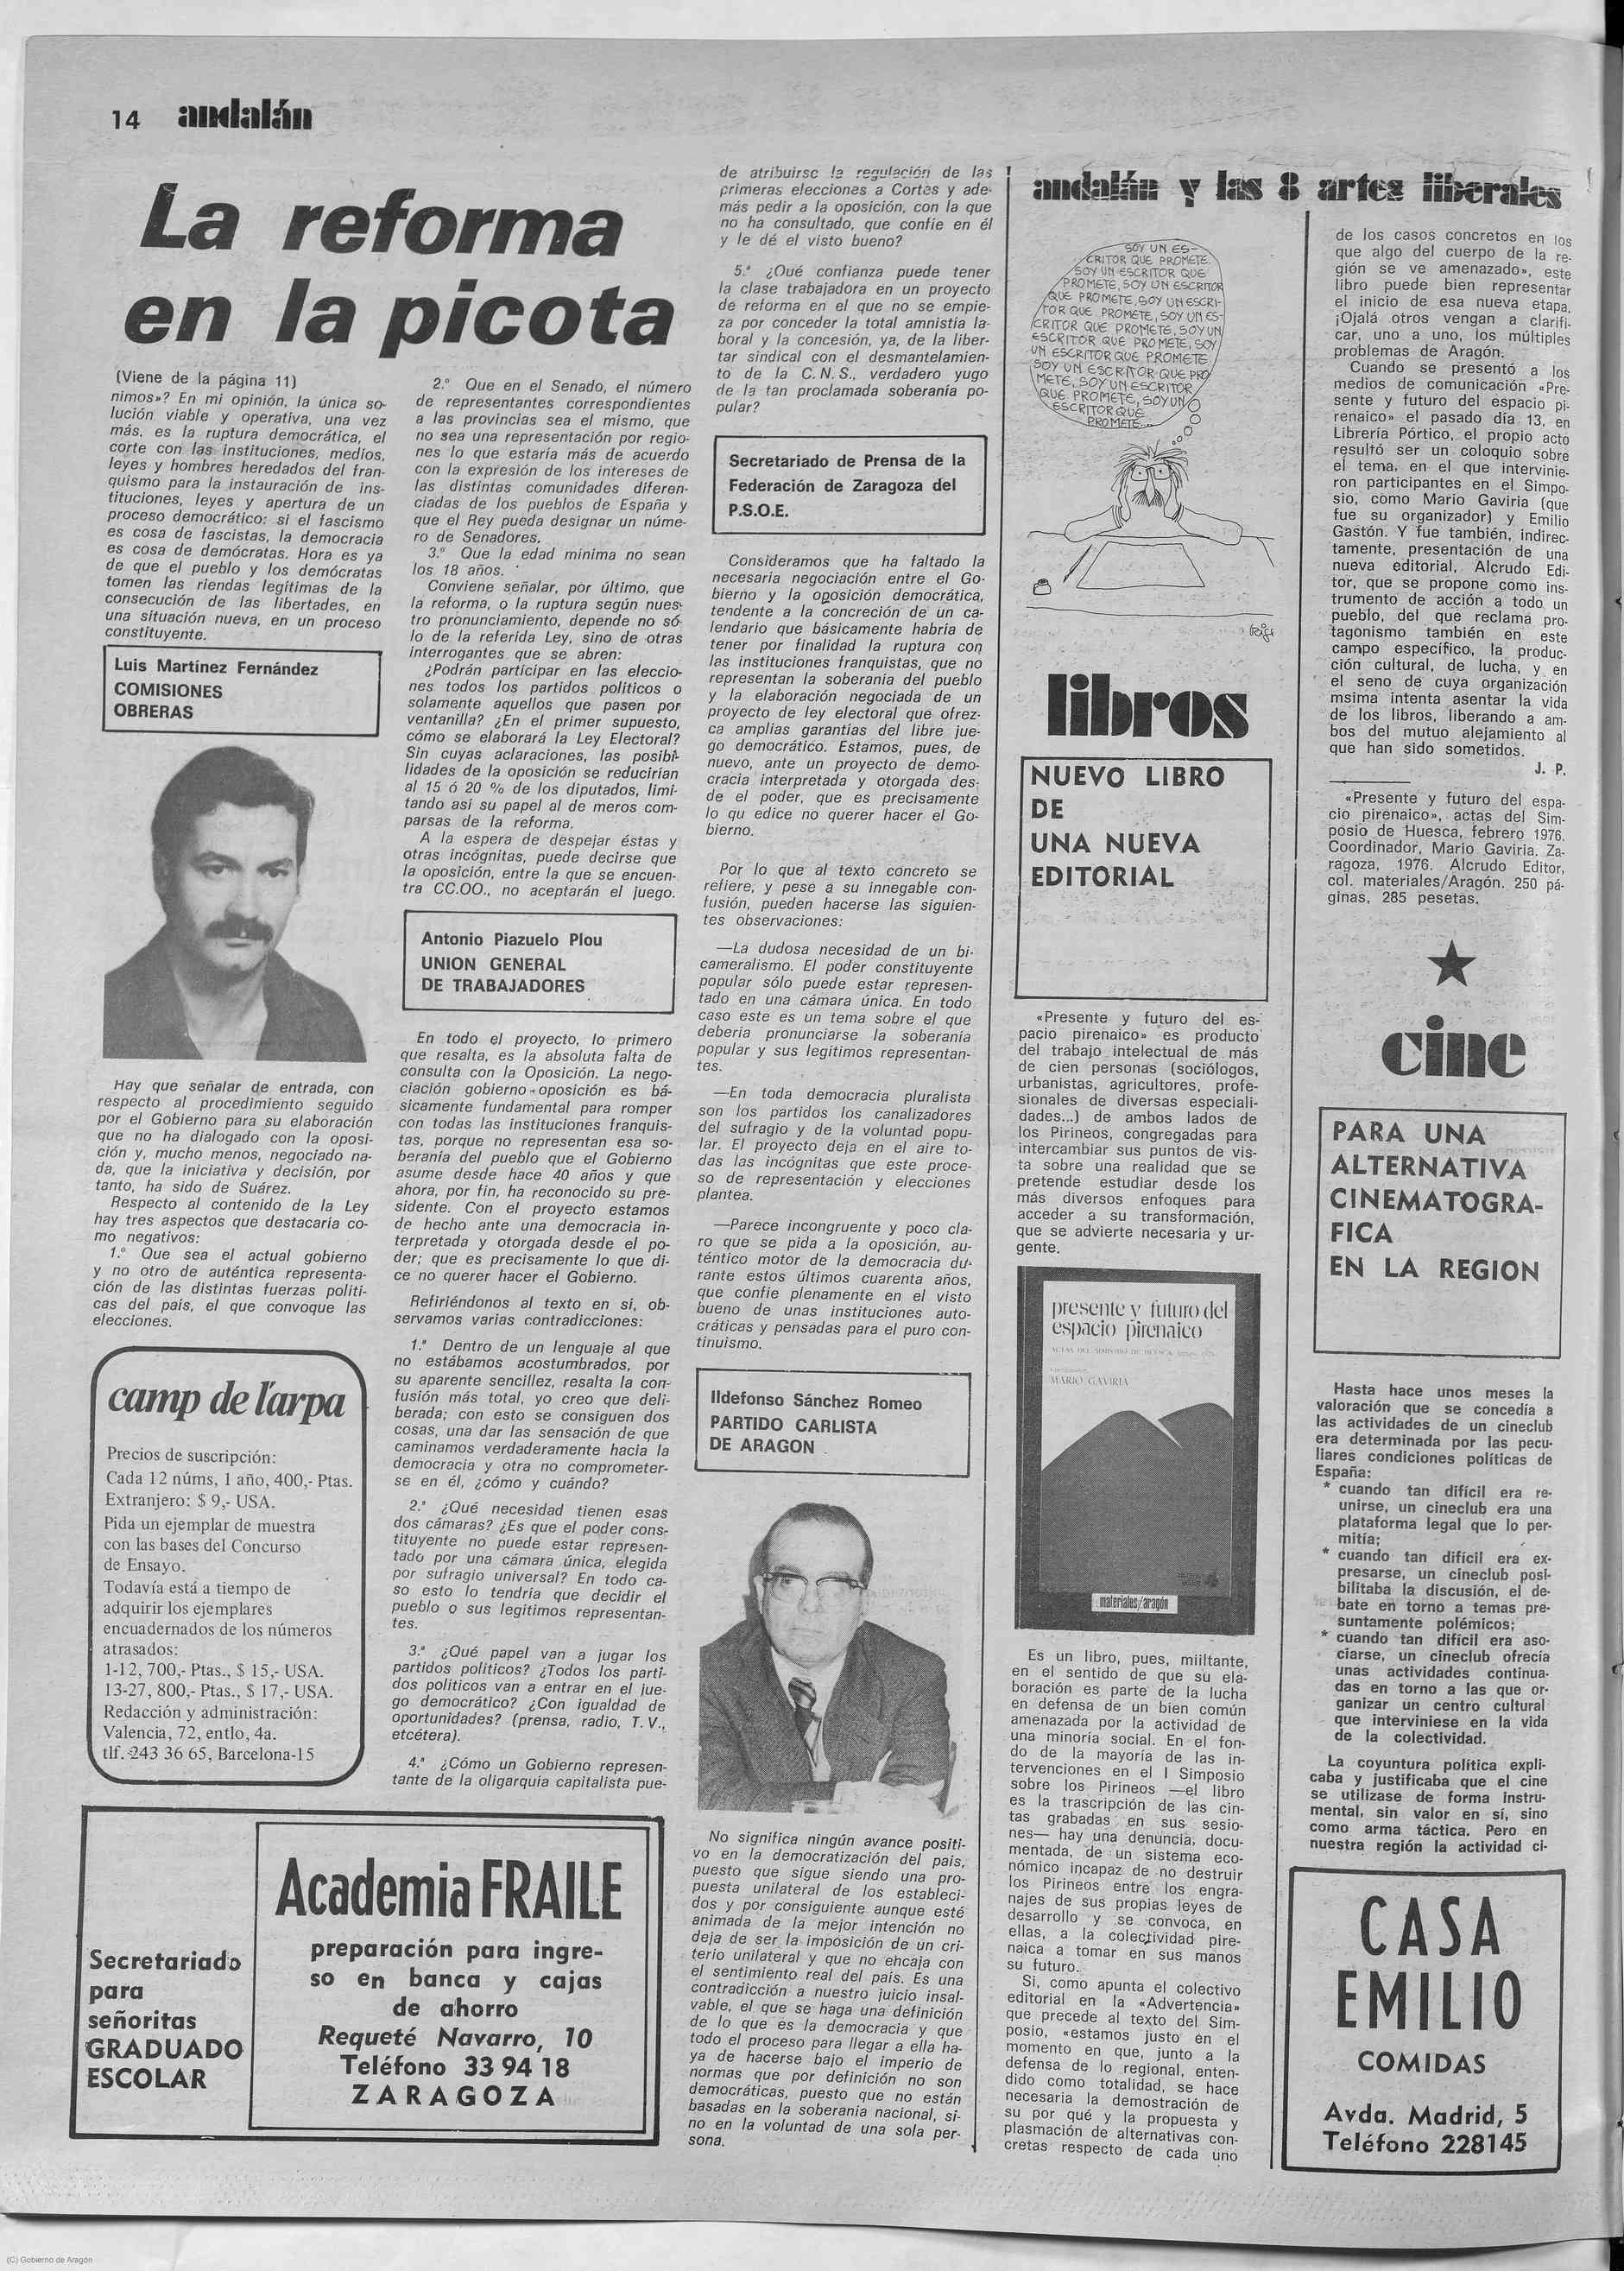 14 andalán
La reforma
en la picota
(Viene de la página 11)
nimos»? En mi opinión, la única so-
lución viable y operativa, una vez
más, es la ruptura democrática, el
corte con las instituciones, medios,
leyes y hombres heredados del fran-
quismo para la instauración de ins-
tituciones, leyes y apertura de un
proceso democrático: si el fascismo
es cosa de fascistas, la democracia
es cosa de demócratas. Hora es ya
de que el pueblo y los demócratas
tomen las riendas legítimas de la
consecución de las libertades, en
una situación nueva, en un proceso
constituyente.
Luis Martínez Fernández
COMISIONES
OBRERAS
Hay que señalar de entrada, con
respecto al procedimiento seguido
por el Gobierno para su elaboración
que no ha dialogado con la oposi-
ción y, mucho menos, negociado na-
da, que la iniciativa y decisión, por
tanto, ha sido de Suárez.
Respecto al contenido de la Ley
hay tres aspectos que destacaría co-
mo negativos:
1.º Que sea el actual gobierno
y no otro de auténtica representa-
ción de las distintas fuerzas políti-
cas del país, el que convoque las
elecciones.
camp de l'arpa
Precios de suscripción:
Cada 12 núms, 1 año, 400,- Ptas.
Extranjero: $ 9,- USA.
Pida un ejemplar de muestra
con las bases del Concurso
de Ensayo.
Todavía está a tiempo de
adquirir los ejemplares
encuadernados de los números
atrasados:
1-12, 700,- Ptas., $ 15,- USA.
13-27, 800,- Ptas., $ 17,- USA.
Redacción y administración:
Valencia, 72, entlo, 4a.
tlf. 243 36 65, Barcelona-15
2.º Que en el Senado, el número
de representantes correspondientes
a las provincias sea el mismo, que
no sea una representación por regio-
nes lo que estaría más de acuerdo
con la expresión de los intereses de
las distintas comunidades diferen-
ciadas de los pueblos de España y
que el Rey pueda designar un núme-
ro de Senadores.
3.º Que la edad mínima no sean
los 18 años.
Conviene señalar, por último, que
la reforma, o la ruptura según nues-
tro pronunciamiento, depende no só-
lo de la referida Ley, sino de otras
interrogantes que se abren:
¿Podrán participar en las eleccio-
nes todos los partidos políticos o
solamente aquellos que pasen por
ventanilla? ¿En el primer supuesto,
cómo se elaborará la Ley Electoral?
Sin cuyas aclaraciones, las posibi-
lidades de la oposición se reducirían
al 15 ó 20 % de los diputados, limi-
tando así su papel al de meros com-
parsas de la reforma.
A la espera de despejar éstas y
otras incógnitas, puede decirse que
la oposición, entre la que se encuen-
tra CC.OO., no aceptarán el juego.
Antonio Piazuelo Plou
UNION GENERAL
DE TRABAJADORES
En todo el proyecto, lo primero
que resalta, es la absoluta falta de
consulta con la Oposición. La nego-
ciación gobierno-oposición es bá-
sicamente fundamental para romper
con todas las instituciones franquis-
tas, porque no representan esa so-
beranía del pueblo que el Gobierno
asume desde hace 40 años y que
ahora, por fin, ha reconocido su pre-
sidente. Con el proyecto estamos
de hecho ante una democracia in-
terpretada y otorgada desde el po-
der; que es precisamente lo que di-
ce no querer hacer el Gobierno.
Refiriéndonos al texto en sí, ob-
servamos varias contradicciones:
1.ª Dentro de un lenguaje al que
no estábamos acostumbrados, por
su aparente sencillez, resalta la con-
fusión más total, yo creo que deli-
berada; con esto se consiguen dos
cosas, una dar las sensación de que
caminamos verdaderamente hacia la
democracia y otra no comprometer-
se en él, ¿cómo y cuándo?
2.ª ¿Qué necesidad tienen esas
dos cámaras? ¿Es que el poder cons-
tituyente no puede estar represen-
tado por una cámara única, elegida
por sufragio universal? En todo ca-
so esto lo tendría que decidir el
pueblo o sus legítimos representan-
tes.
3.ª ¿Qué papel van a jugar los
partidos políticos? ¿Todos los parti-
dos políticos van a entrar en el jue-
go democrático? ¿Con igualdad de
oportunidades? (prensa, radio, T.V.,
etcétera).
4.ª ¿Cómo un Gobierno represen-
tante de la oligarquía capitalista pue-
Secretariado
para
señoritas
GRADUADO
ESCOLAR
Academia FRAILE
preparación para ingre-
so en banca y cajas
de ahorro
Requeté Navarro, 10
Teléfono 33 94 18
ZARAGOZA
de atribuirse la regulación de las
primeras elecciones a Cortes y ade-
más pedir a la oposición, con la que
no ha consultado, que confíe en él
y le dé el visto bueno?
5.ª ¿Qué confianza puede tener
la clase trabajadora en un proyecto
de reforma en el que no se empie-
za por conceder la total amnistía la-
boral y la concesión, ya, de la liber-
tar sindical con el desmantelamien-
to de la C.N.S., verdadero yugo
de la tan proclamada soberanía po-
pular?
Secretariado de Prensa de la
Federación de Zaragoza del
P.S.O.E.
Consideramos que ha faltado la
necesaria negociación entre el Go-
bierno y la oposición democrática,
tendente a la concreción de un ca-
lendario que básicamente habría de
tener por finalidad la ruptura con
las instituciones franquistas, que no
representan la soberanía del pueblo
y la elaboración negociada de un
proyecto de ley electoral que ofrez-
ca amplias garantías del libre jue-
go democrático. Estamos, pues, de
nuevo, ante un proyecto de demo-
cracia interpretada y otorgada des-
de el poder, que es precisamente
lo qu edice no querer hacer el Go-
bierno.
Por lo que al texto concreto se
refiere, y pese a su innegable con-
fusión, pueden hacerse las siguien-
tes observaciones:
—La dudosa necesidad de un bi-
cameralismo. El poder constituyente
popular sólo puede estar represen-
tado en una cámara única. En todo
caso este es un tema sobre el que
debería pronunciarse la soberanía
popular y sus legítimos representan-
tes.
—En toda democracia pluralista
son los partidos los canalizadores
del sufragio y de la voluntad popu-
lar. El proyecto deja en el aire to-
das las incógnitas que este proce-
so de representación y elecciones
plantea.
—Parece incongruente y poco cla-
ro que se pida a la oposición, au-
téntico motor de la democracia du-
rante estos últimos cuarenta años,
que confíe plenamente en el visto
bueno de unas instituciones auto-
cráticas y pensadas para el puro con-
tinuismo.
Ildefonso Sánchez Romeo
PARTIDO CARLISTA
DE ARAGON
No significa ningún avance positi-
vo en la democratización del país,
puesto que sigue siendo una pro-
puesta unilateral de los estableci-
dos y por consiguiente aunque esté
animada de la mejor intención no
deja de ser la imposición de un cri-
terio unilateral y que no ehcaja con
el sentimiento real del país. Es una
contradicción a nuestro juicio insal-
vable, el que se haga una definición
de lo que es la democracia y que
todo el proceso para llegar a ella ha-
ya de hacerse bajo el imperio de
normas que por definición no son
democráticas, puesto que no están
basadas en la soberanía nacional, si-
no en la voluntad de una sola per-
sona.
andalán y las 8 artes liberales
SOY UN ES-
CRITOR QUE PROMETE
SOY UN ESCRITOR QUE
PROMETE, SOY UN ESCRITOR
QUE PROMETE, SOY UN ESCRI-
TOR QUE PROMETE, SOY UN ES-
CRITOR QUE PROMETE, SOY UN
ESCRITOR QUE PROMETE, SOY
UN ESCRITOR QUE PROMETE
SOY UN ESCRITOR QUE PRO-
METE, SOY UN ESCRITOR
QUE PROMETE, SOY UN
ESCRITOR QUE
PROMETE...
libros
NUEVO LIBRO
DE
UNA NUEVA
EDITORIAL
«Presente y futuro del es-
pacio pirenaico» es producto
del trabajo intelectual de más
de cien personas (sociólogos,
urbanistas, agricultores, profe-
sionales de diversas especiali-
dades...) de ambos lados de
los Pirineos, congregadas para
intercambiar sus puntos de vis-
ta sobre una realidad que se
pretende estudiar desde los
más diversos enfoques para
acceder a su transformación,
que se advierte necesaria y ur-
gente.
presente y futuro del
espacio pirenaico
ACTAS DEL SIMPOSIO DE HUESCA
MARIO GAVIRIA
materiales/aragón
Es un libro, pues, miiltante,
en el sentido de que su ela-
boración es parte de la lucha
en defensa de un bien común
amenazada por la actividad de
una minoría social. En el fon-
do de la mayoría de las in-
tervenciones en el I Simposio
sobre los Pirineos —el libro
es la trascripción de las cin-
tas grabadas en sus sesio-
nes— hay una denuncia, docu-
mentada, de un sistema eco-
nómico incapaz de no destruir
los Pirineos entre los engra-
najes de sus propias leyes de
desarrollo y se convoca, en
ellas, a la colectividad pire-
naica a tomar en sus manos
su futuro.
Si, como apunta el colectivo
editorial en la «Advertencia»
que precede al texto del Sim-
posio, «estamos justo en el
momento en que, junto a la
defensa de lo regional, enten-
dido como totalidad, se hace
necesaria la demostración de
su por qué y la propuesta y
plasmación de alternativas con-
cretas respecto de cada uno
de los casos concretos en los
que algo del cuerpo de la re-
gión se ve amenazado», este
libro puede bien representar
el inicio de esa nueva etapa.
¡Ojalá otros vengan a clarifi-
car, uno a uno, los múltiples
problemas de Aragón.
Cuando se presentó a los
medios de comunicación «Pre-
sente y futuro del espacio pi-
renaico» el pasado día 13, en
Librería Pórtico, el propio acto
resultó ser un coloquio sobre
el tema, en el que intervinie-
ron participantes en el Simpo-
sio, como Mario Gaviria (que
fue su organizador) y Emilio
Gastón. Y fue también, indirec-
tamente, presentación de una
nueva editorial, Alcrudo Edi-
tor, que se propone como ins-
trumento de acción a todo un
pueblo, del que reclama pro-
tagonismo también en este
campo específico, la produc-
ción cultural, de lucha, y en
el seno de cuya organización
msima intenta asentar la vida
de los libros, liberando a am-
bos del mutuo alejamiento al
que han sido sometidos.
J. P.
«Presente y futuro del espa-
cio pirenaico», actas del Sim-
posio de Huesca, febrero 1976.
Coordinador, Mario Gaviria. Za-
ragoza, 1976. Alcrudo Editor,
col. materiales/Aragón. 250 pá-
ginas, 285 pesetas.
cine
PARA UNA
ALTERNATIVA
CINEMATOGRA-
FICA
EN LA REGION
Hasta hace unos meses la
valoración que se concedía a
las actividades de un cineclub
era determinada por las pecu-
liares condiciones políticas de
España:
* cuando tan difícil era re-
unirse, un cineclub era una
plataforma legal que lo per-
mitía;
* cuando tan difícil era ex-
presarse, un cineclub posi-
bilitaba la discusión, el de-
bate en torno a temas pre-
suntamente polémicos;
* cuando tan difícil era aso-
ciarse, un cineclub ofrecía
unas actividades continua-
das en torno a las que or-
ganizar un centro cultural
que interviniese en la vida
de la colectividad.
La coyuntura política expli-
caba y justificaba que el cine
se utilizase de forma instru-
mental, sin valor en sí, sino
como arma táctica. Pero en
nuestra región la actividad ci-
CASA
EMILIO
COMIDAS
Avda. Madrid, 5
Teléfono 228145
(C) Gobierno de Aragón